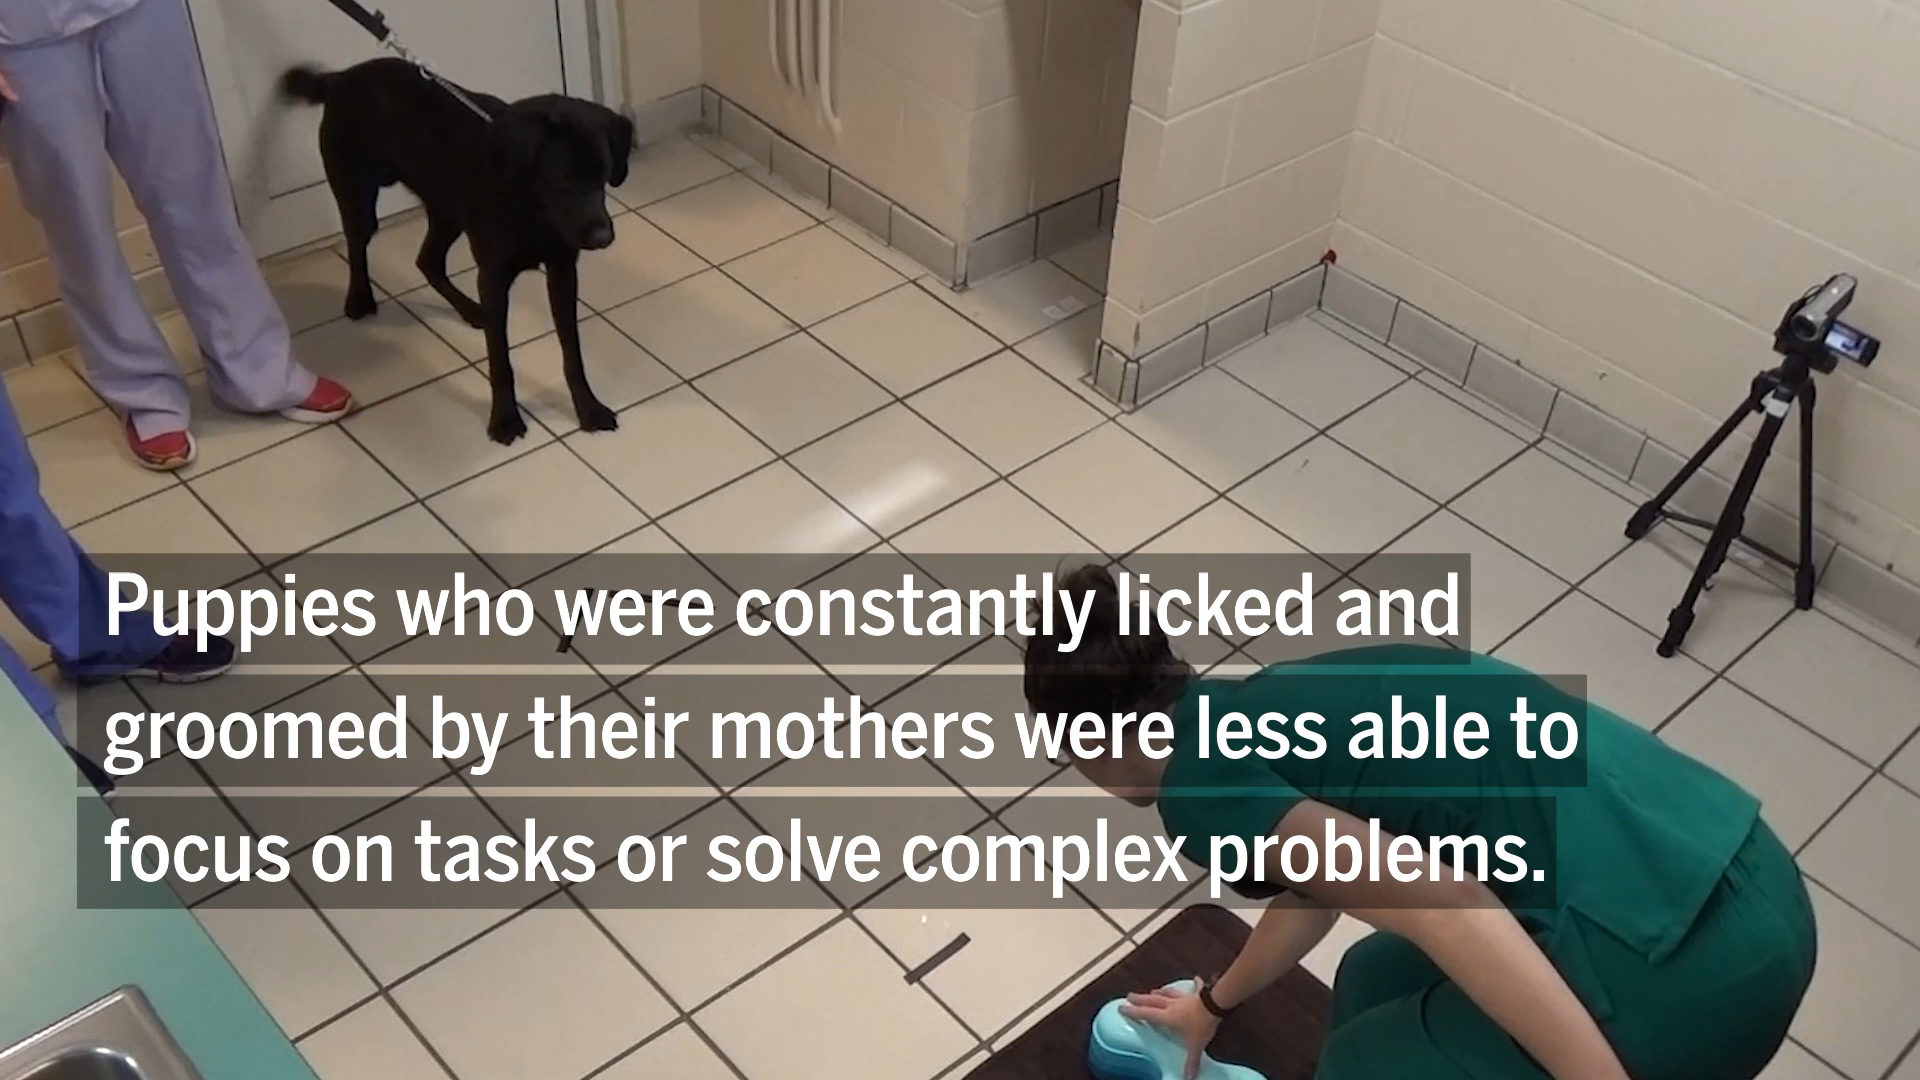 Puppies who were constantly licked and
groomed by their mothers were less able to
focus on tasks or solve complex problems.